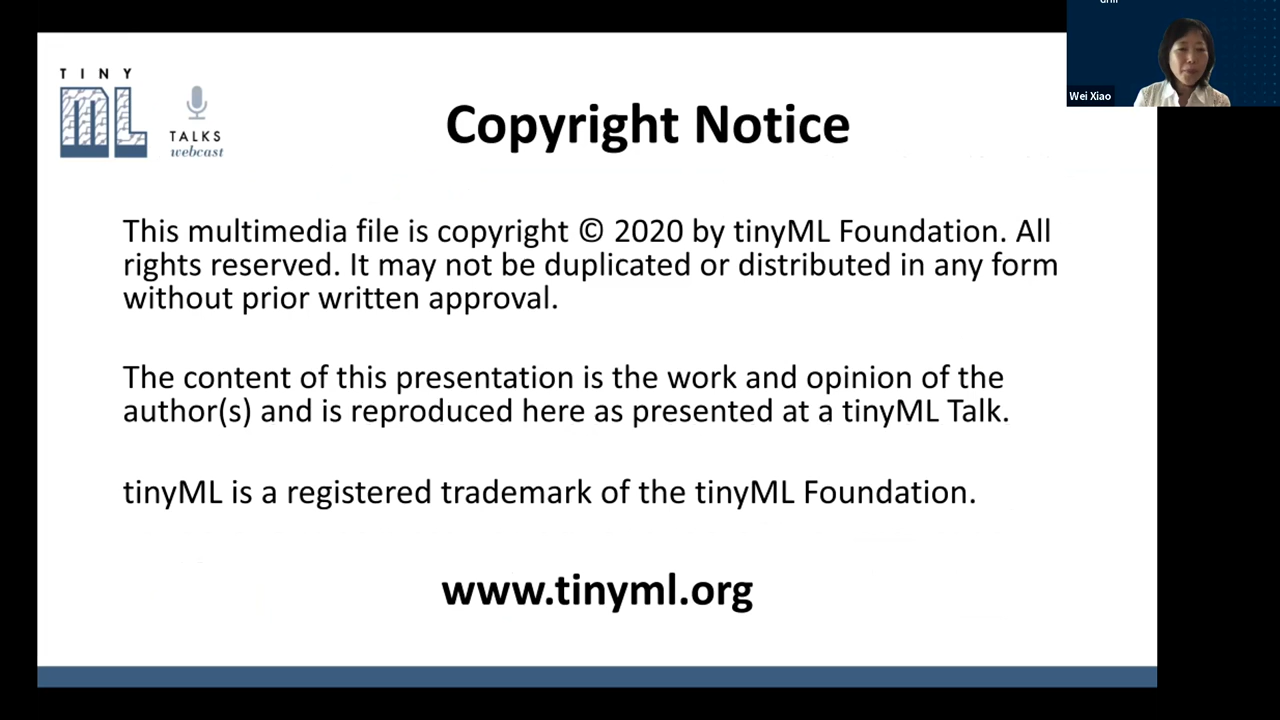 TINY
ML
TALKS
webcast
Wei Xiao
Copyright Notice
This multimedia file is copyright © 2020 by tinyML Foundation. All
rights reserved. It may not be duplicated or distributed in any form
without prior written approval.
The content of this presentation is the work and opinion of the
author(s) and is reproduced here as presented at a tinyML Talk.
tinyML is a registered trademark of the tinyML Foundation.
www.tinyml.org